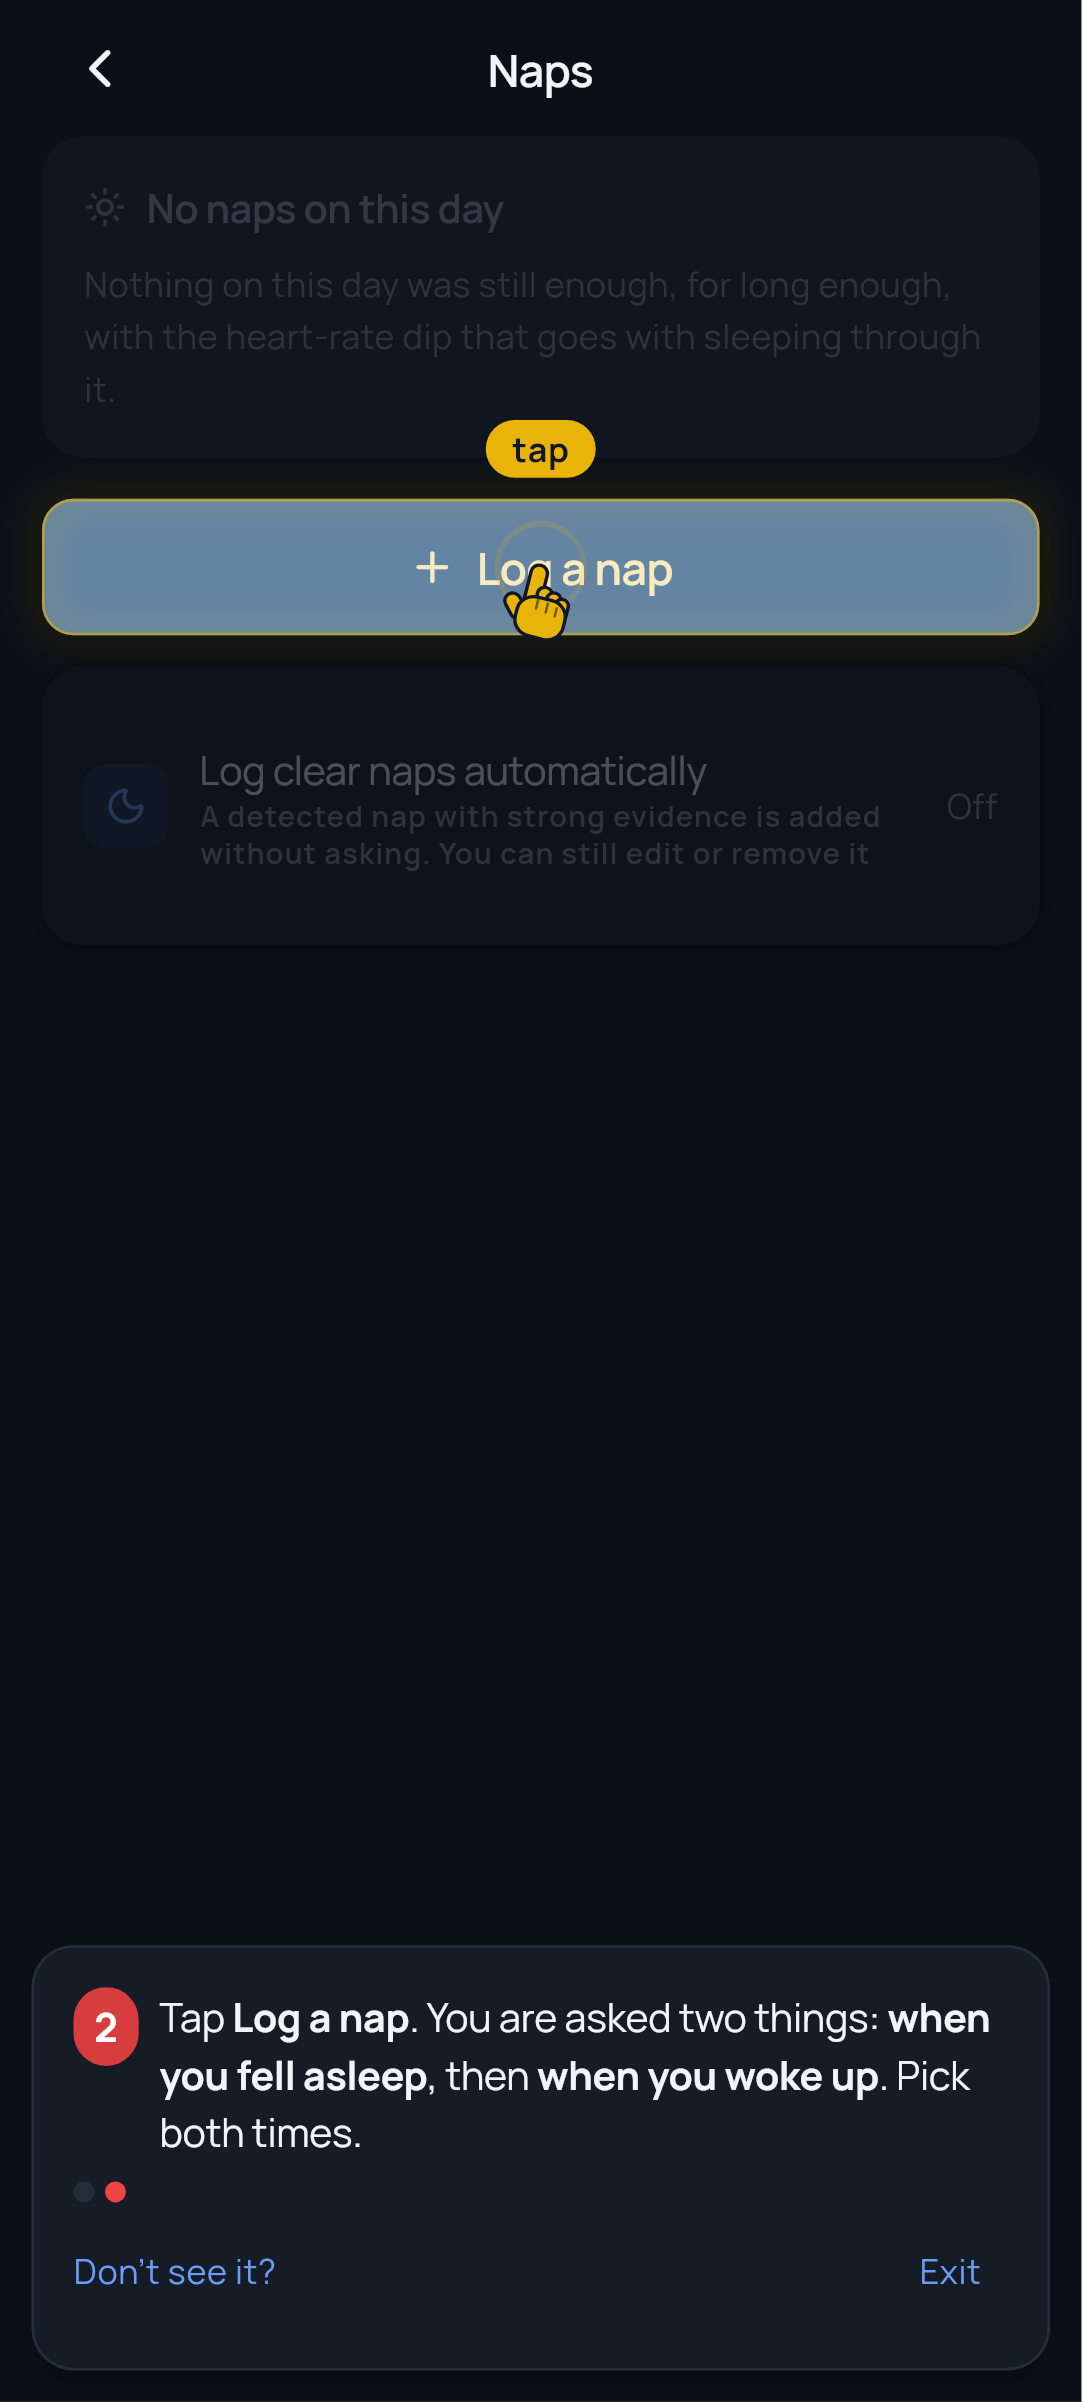 Naps
No naps on this day
Nothing on this day was still enough, for long enough,
with the heart-rate dip that goes with sleeping through
it.
tap
Log a nap
Log clear naps automatically
A detected nap with strong evidence is added
without asking. You can still edit or remove it
Off
2
Tap Log a nap. You are asked two things: when
you fell asleep, then when you woke up. Pick
both times.
Don't see it?
Exit